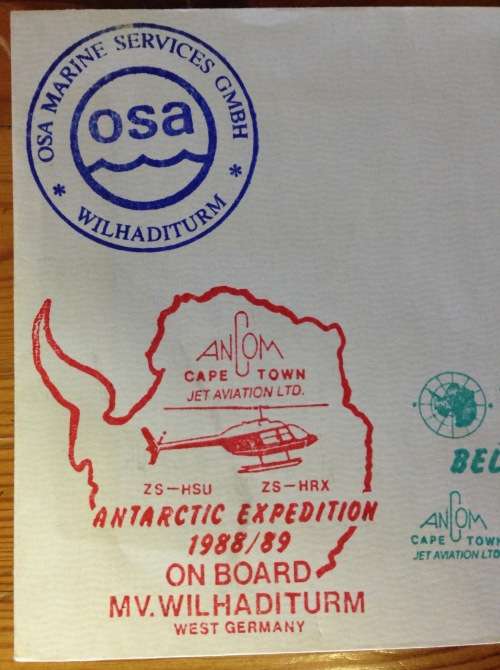 OSA MARINE SERVICES GMBH
osa
* WILHADITURM *
ANCOM
CAPE TOWN
JET AVIATION LTD.
ZS-HSU ZS-HRX
ANTARCTIC EXPEDITION
1988/89
ON BOARD
MV.WILHADITURM
WEST GERMANY
BEL
ANCOM
CAPE TOWN
JET AVIATION LTD